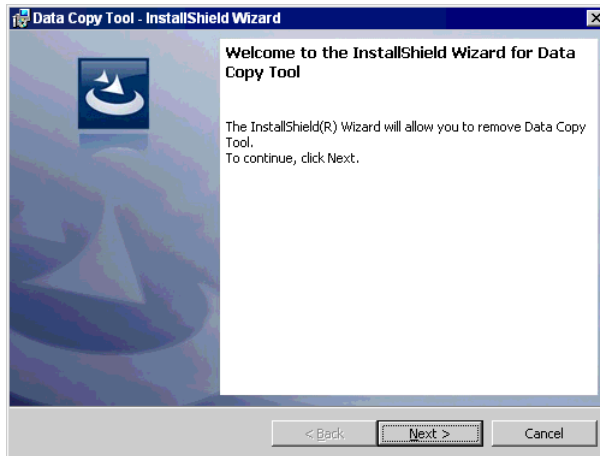 Data Copy Tool - InstallShield Wizard
Welcome to the InstallShield Wizard for Data
Copy Tool
The InstallShield(R) Wizard will allow you to remove Data Copy
Tool.
To continue, click Next.
< Back
Next >
Cancel